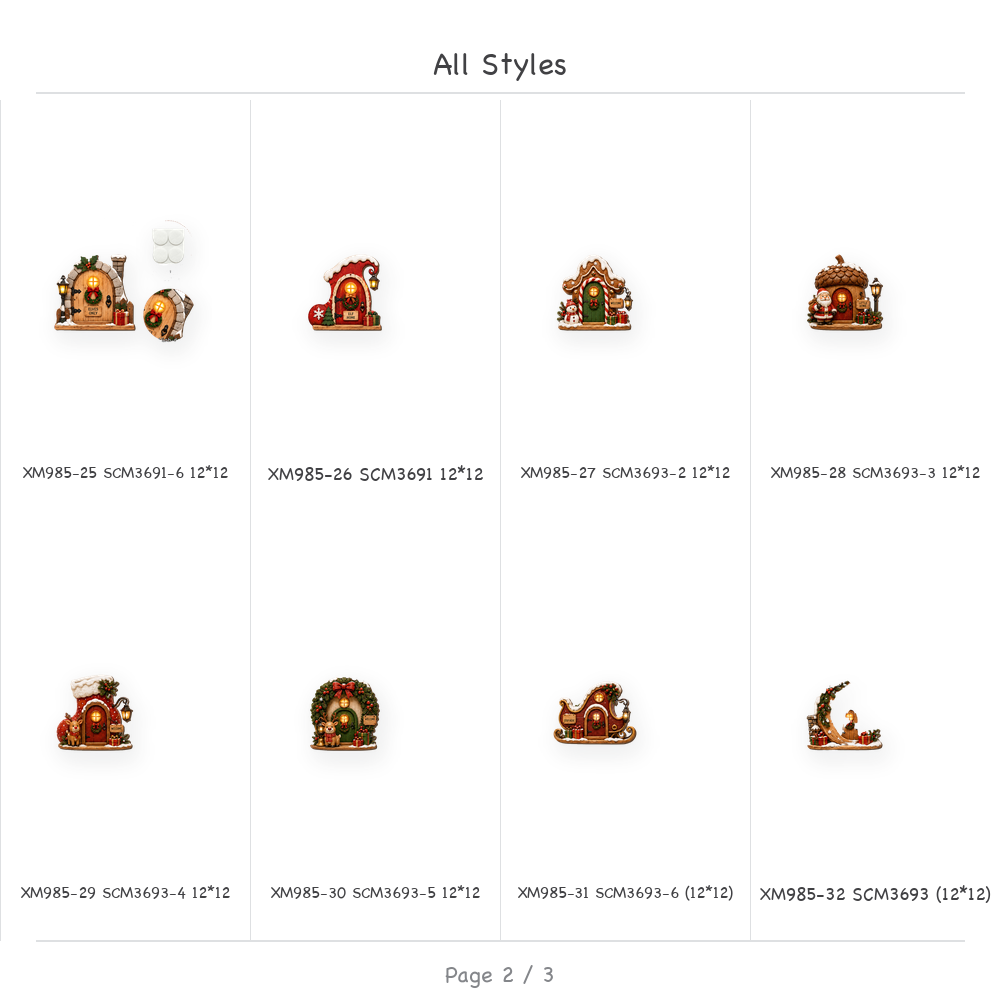 All Styles
XM985-25 SCM3691-6 12*12
XM985-26 SCM3691 12*12
XM985-27 SCM3693-2 12*12
XM985-28 SCM3693-3 12*12
XM985-29 SCM3693-4 12*12
XM985-30 SCM3693-5 12*12
XM985-31 SCM3693-6 (12*12)
XM985-32 SCM3693 (12*12)
Page 2 / 3